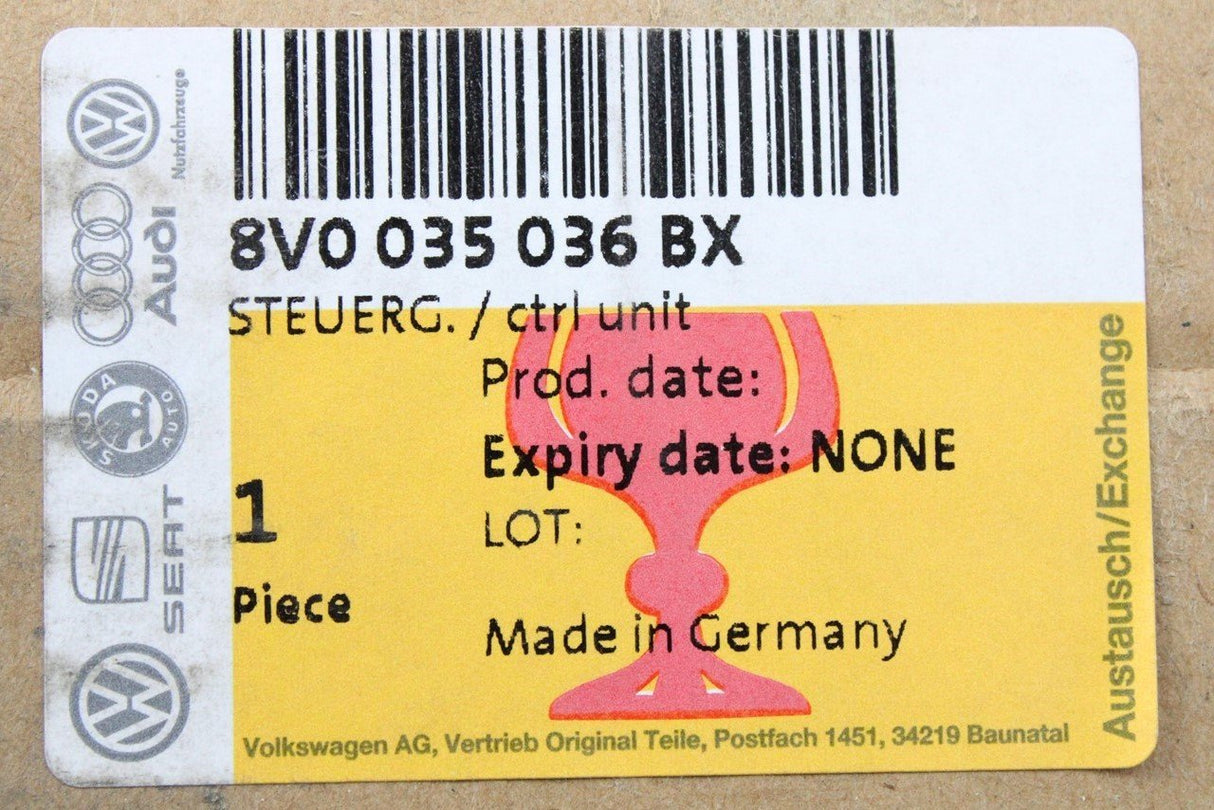 8V0 035 036 BX
STEUERG. / ctrl unit
Prod. date:
Expiry date: NONE
LOT:
1
Piece
Made in Germany
Volkswagen AG, Vertrieb Original Teile, Postfach 1451, 34219 Baunatal
Austausch/Exchange
Nutzfahrzeuge
Audi
ŠKODA
AUTO
SEAT